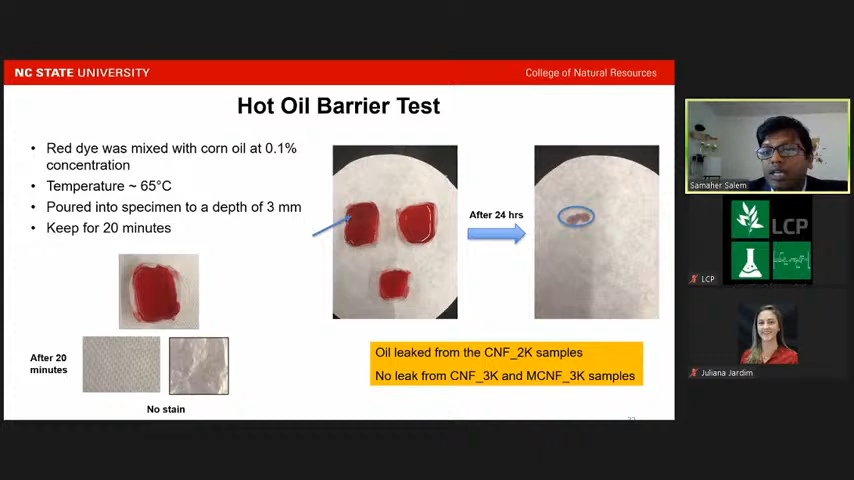 NC STATE UNIVERSITY
College of Natural Resources
Hot Oil Barrier Test
• Red dye was mixed with corn oil at 0.1%
concentration
• Temperature ~ 65°C
• Poured into specimen to a depth of 3 mm
• Keep for 20 minutes
After 20
minutes
No stain
After 24 hrs
Oil leaked from the CNF_2K samples
No leak from CNF_3K and MCNF_3K samples
Samaher Salem
LCP
LCP
Juliana Jardim